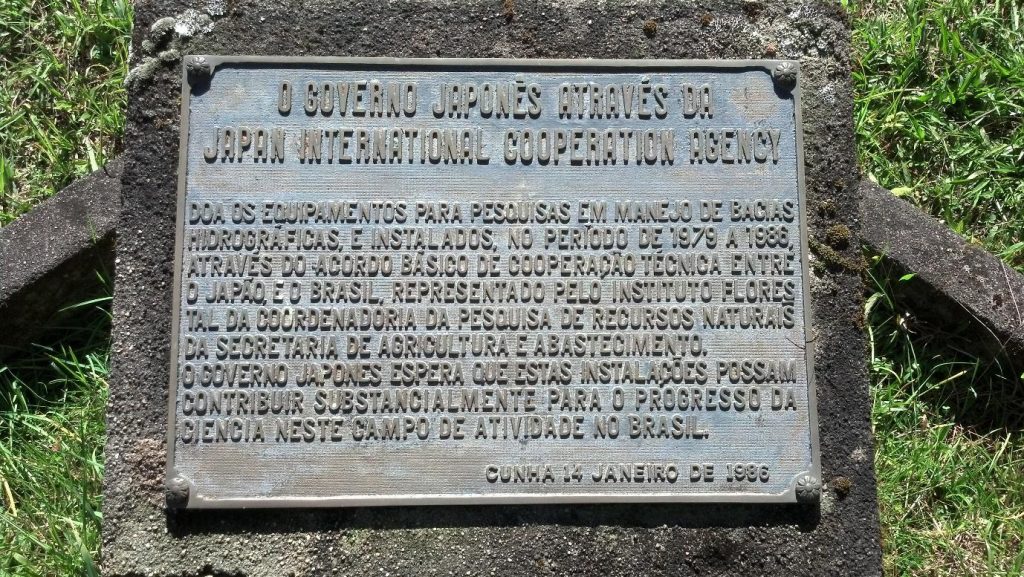 O GOVERNO JAPONÊS ATRAVÉS DA
JAPAN INTERNATIONAL COOPERATION AGENCY
DOA OS EQUIPAMENTOS PARA PESQUISAS EM MANEJO DE BACIAS
HIDROGRÁFICAS, E INSTALADOS, NO PERÍODO DE 1979 A 1986,
ATRAVÉS DO ACORDO BÁSICO DE COOPERAÇÃO TÉCNICA ENTRE
O JAPÃO, E O BRASIL, REPRESENTADO PELO INSTITUTO FLORES
TAL DA COORDENADORIA DA PESQUISA DE RECURSOS NATURAIS
DA SECRETARIA DE AGRICULTURA E ABASTECIMENTO.
O GOVERNO JAPONÊS ESPERA QUE ESTAS INSTALAÇÕES POSSAM
CONTRIBUIR SUBSTANCIALMENTE PARA O PROGRESSO DA
CIENCIA NESTE CAMPO DE ATIVIDADE NO BRASIL.
CUNHA 14 JANEIRO DE 1986